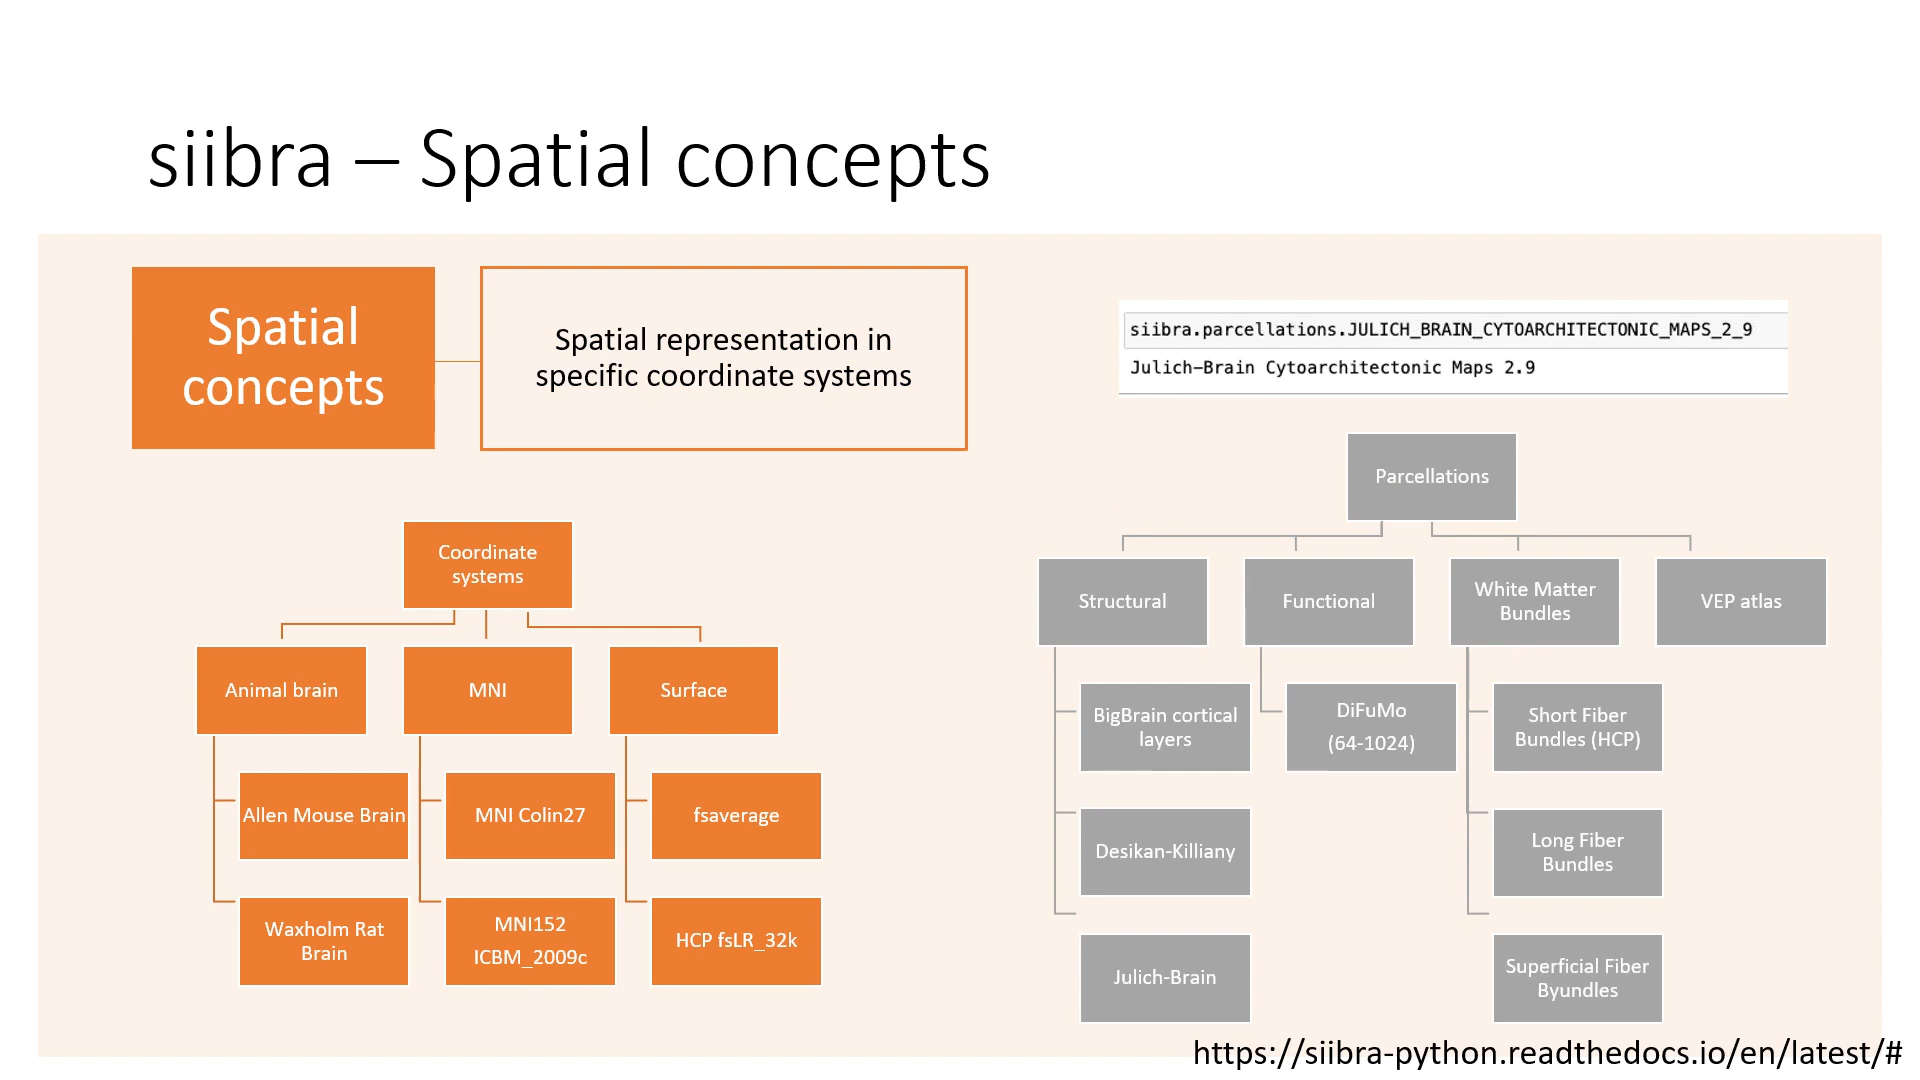 siibra – Spatial concepts
Spatial
concepts
Spatial representation in
specific coordinate systems
Coordinate
systems
Animal brain
MNI
Surface
Allen Mouse Brain
MNI Colin27
fsaverage
Waxholm Rat
Brain
MNI152
ICBM_2009c
HCP fsLR_32k
siibra.parcellations.JULICH_BRAIN_CYTOARCHITECTONIC_MAPS_2_9
Julich-Brain Cytoarchitectonic Maps 2.9
Parcellations
Structural
Functional
White Matter
Bundles
VEP atlas
BigBrain cortical
layers
DiFuMo
(64-1024)
Short Fiber
Bundles (HCP)
Desikan-Killiany
Long Fiber
Bundles
Julich-Brain
Superficial Fiber
Byundles
https://siibra-python.readthedocs.io/en/latest/#